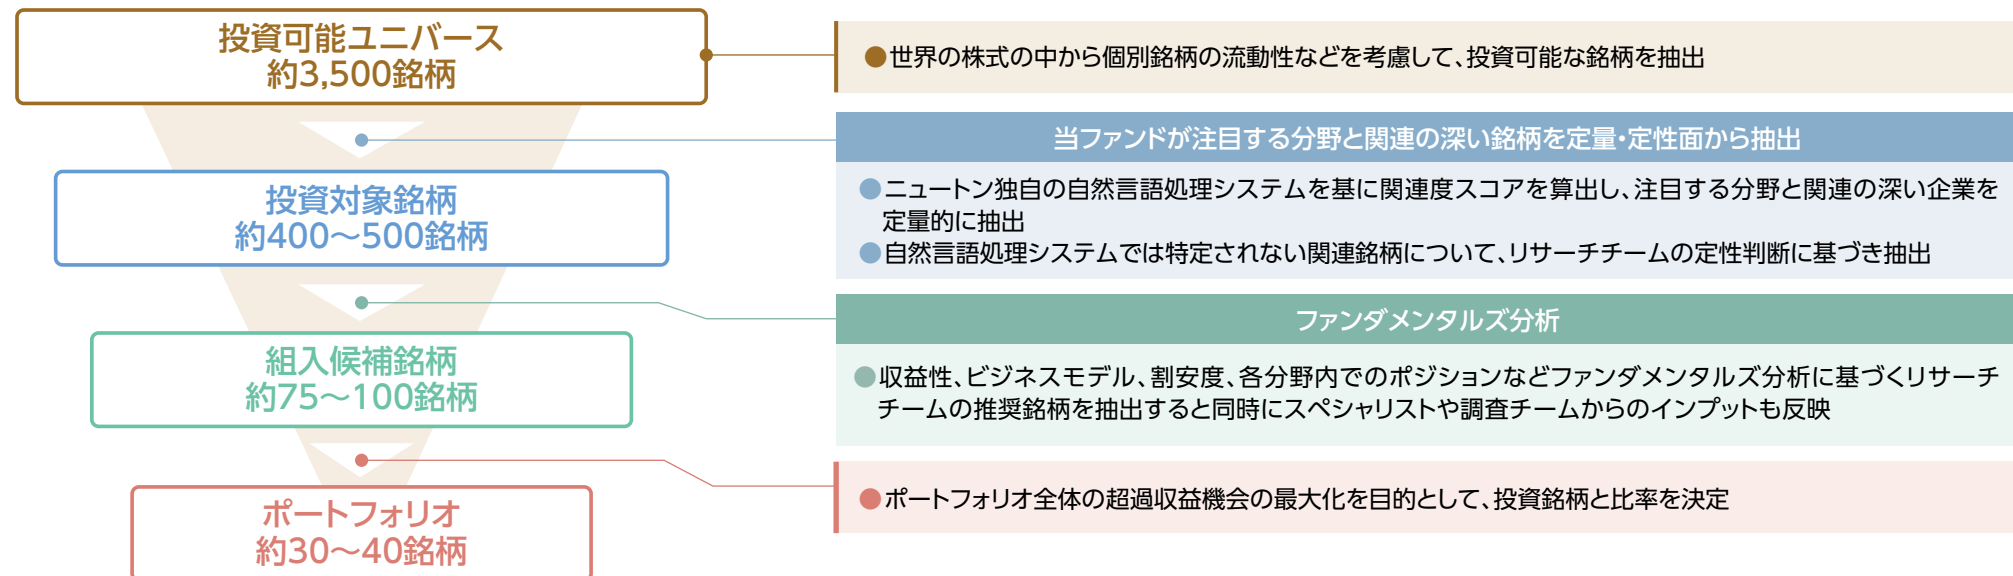 投資可能ユニバース
約3,500銘柄
●世界の株式の中から個別銘柄の流動性などを考慮して、投資可能な銘柄を抽出
当ファンドが注目する分野と関連の深い銘柄を定量・定性面から抽出
投資対象銘柄
約400〜500銘柄
●ニュートン独自の自然言語処理システムを基に関連度スコアを算出し、注目する分野と関連の深い企業を
定量的に抽出
●自然言語処理システムでは特定されない関連銘柄について、リサーチチームの定性判断に基づき抽出
ファンダメンタルズ分析
組入候補銘柄
約75〜100銘柄
●収益性、ビジネスモデル、割安度、各分野内でのポジションなどファンダメンタルズ分析に基づくリサーチ
チームの推奨銘柄を抽出すると同時にスペシャリストや調査チームからのインプットも反映
ポートフォリオ
約30〜40銘柄
●ポートフォリオ全体の超過収益機会の最大化を目的として、投資銘柄と比率を決定